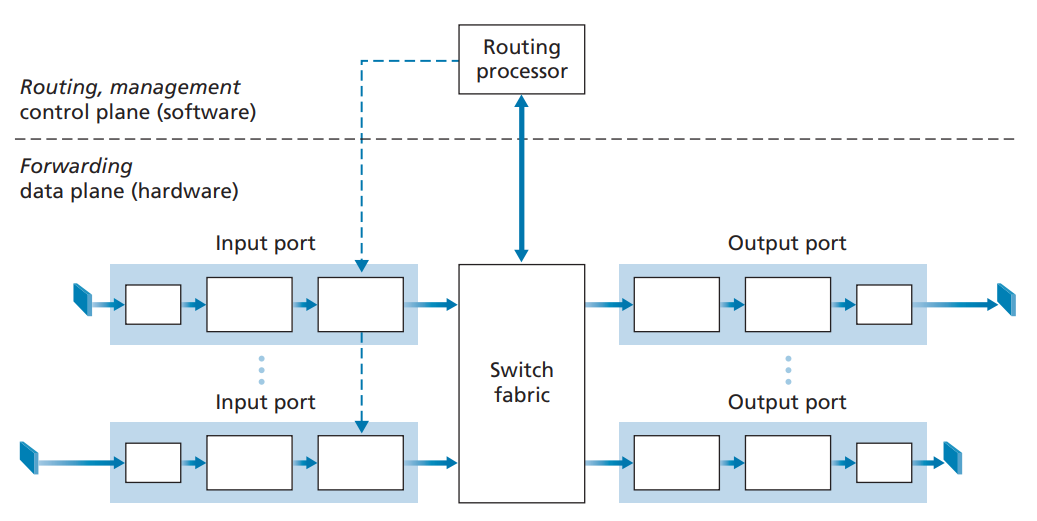 Routing
processor
Routing, management
control plane (software)
Forwarding
data plane (hardware)
Input port
Output port
Switch
fabric
Input port
Output port